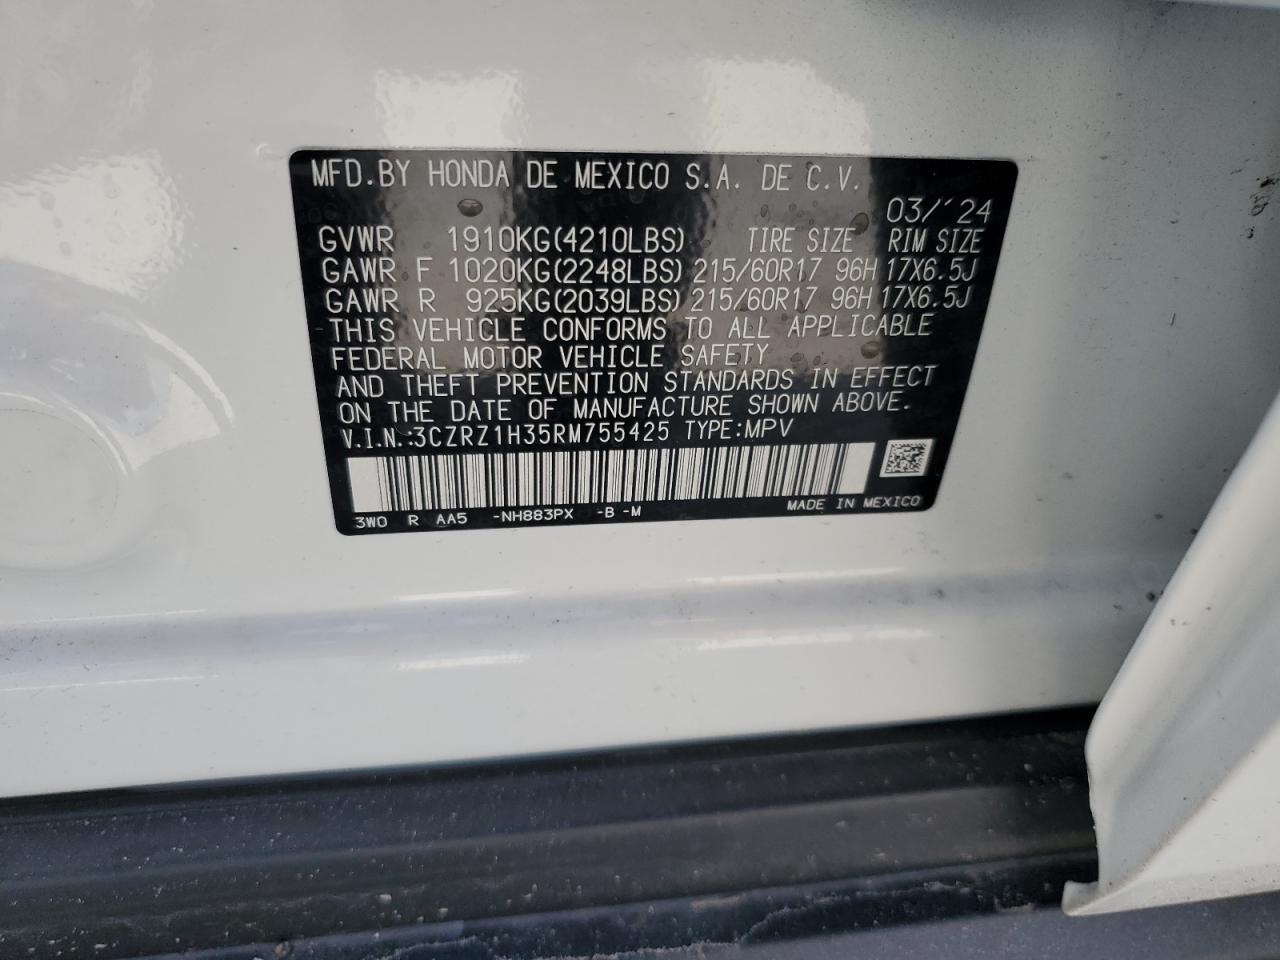 MFD.BY HONDA DE MEXICO S.A. DE C.V.
03/´24
GVWR 1910KG(4210LBS) TIRE SIZE RIM SIZE
GAWR F 1020KG(2248LBS) 215/60R17 96H 17X6.5J
GAWR R 925KG(2039LBS) 215/60R17 96H 17X6.5J
THIS VEHICLE CONFORMS TO ALL APPLICABLE
FEDERAL MOTOR VEHICLE SAFETY
AND THEFT PREVENTION STANDARDS IN EFFECT
ON THE DATE OF MANUFACTURE SHOWN ABOVE.
V.I.N.:3CZRZ1H35RM755425 TYPE:MPV
3W0 R AA5 -NH883PX -B -M MADE IN MEXICO